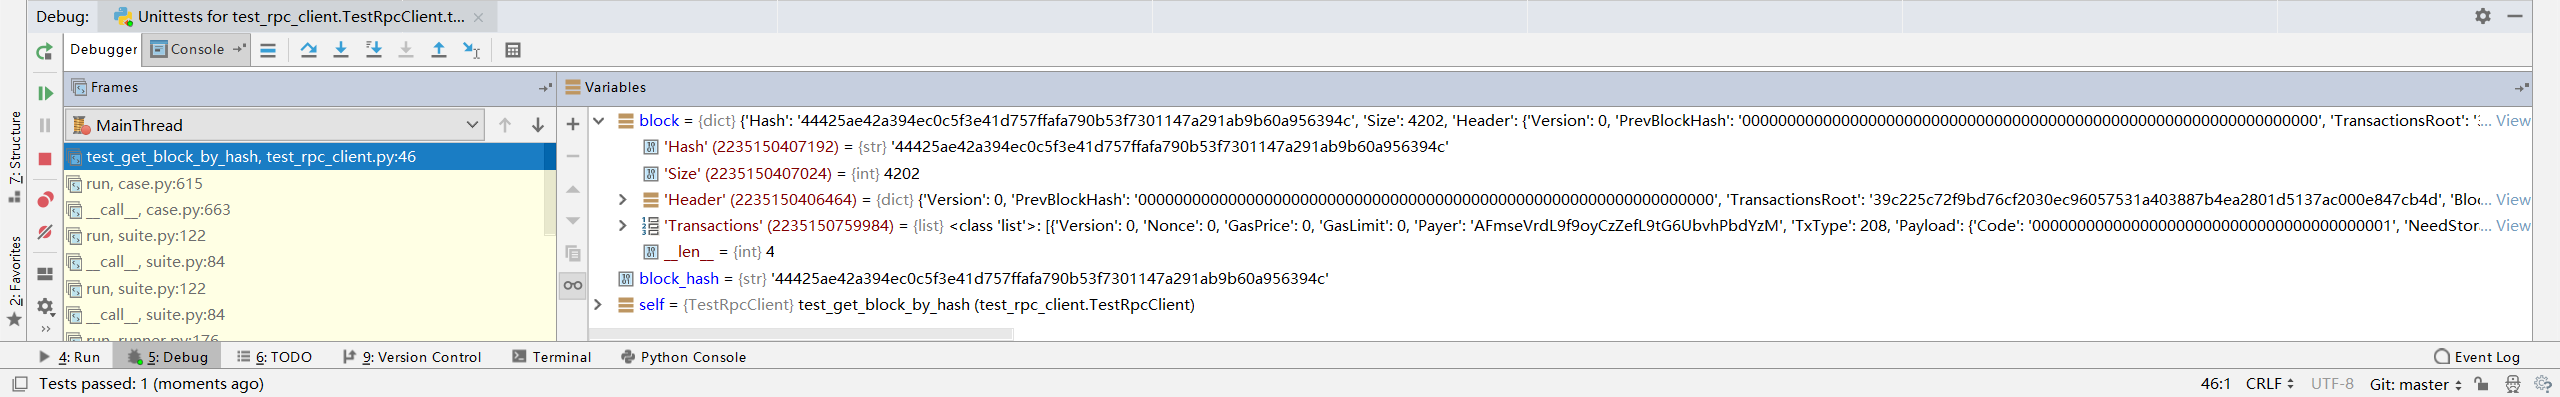 Debug: Unittests for test_rpc_client.TestRpcClient.t...
Debugger Console
Frames
Variables
MainThread
test_get_block_by_hash, test_rpc_client.py:46
run, case.py:615
__call__, case.py:663
run, suite.py:122
__call__, suite.py:84
run, suite.py:122
__call__, suite.py:84
run, runner.py:176
block = {dict} {'Hash': '44425ae42a394ec0c5f3e41d757ffafa790b53f7301147a291ab9b60a956394c', 'Size': 4202, 'Header': {'Version': 0, 'PrevBlockHash': '0000000000000000000000000000000000000000000000000000000000000000', 'TransactionsRoot': '... View
'Hash' (2235150407192) = {str} '44425ae42a394ec0c5f3e41d757ffafa790b53f7301147a291ab9b60a956394c'
'Size' (2235150407024) = {int} 4202
'Header' (2235150406464) = {dict} {'Version': 0, 'PrevBlockHash': '0000000000000000000000000000000000000000000000000000000000000000', 'TransactionsRoot': '39c225c72f9bd76cf2030ec96057531a403887b4ea2801d5137ac000e847cb4d', 'Blo... View
'Transactions' (2235150759984) = {list} <class 'list'>: [{'Version': 0, 'Nonce': 0, 'GasPrice': 0, 'GasLimit': 0, 'Payer': 'AFmseVrdL9f9oyCzZefL9tG6UbvhPbdYzM', 'TxType': 208, 'Payload': {'Code': '0000000000000000000000000000000000000001', 'NeedStor... View
__len__ = {int} 4
block_hash = {str} '44425ae42a394ec0c5f3e41d757ffafa790b53f7301147a291ab9b60a956394c'
self = {TestRpcClient} test_get_block_by_hash (test_rpc_client.TestRpcClient)
7: Structure
2: Favorites
4: Run 5: Debug 6: TODO 9: Version Control Terminal Python Console Event Log
Tests passed: 1 (moments ago) 46:1 CRLF UTF-8 Git: master